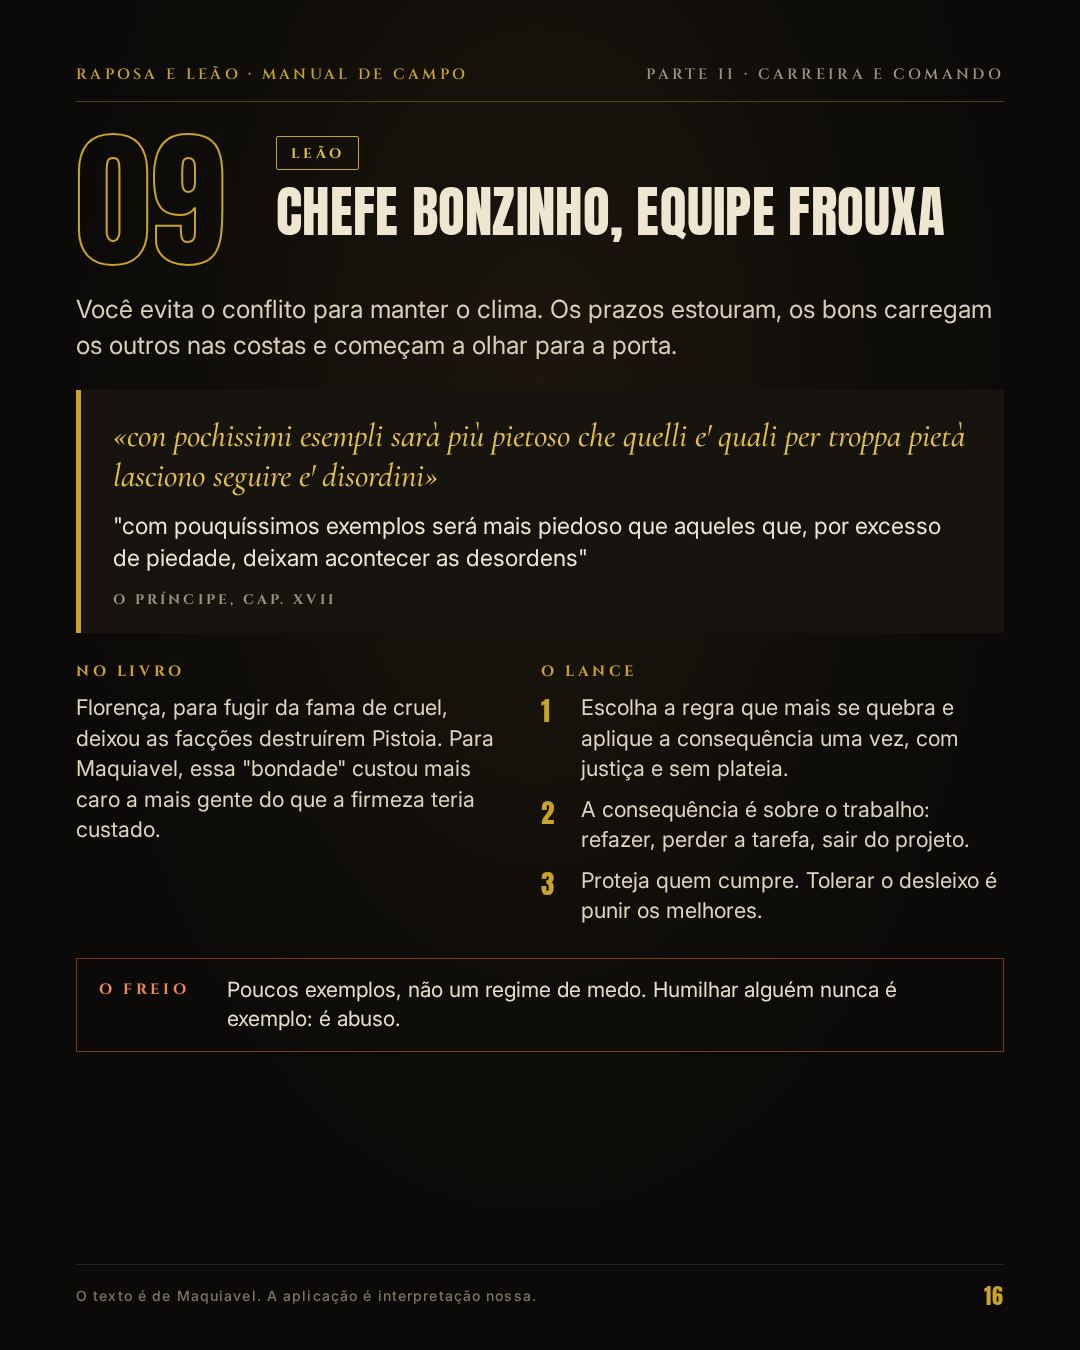 RAPOSA E LEÃO · MANUAL DE CAMPO
PARTE II · CARREIRA E COMANDO
09
LEÃO
CHEFE BONZINHO, EQUIPE FROUXA
Você evita o conflito para manter o clima. Os prazos estouram, os bons carregam
os outros nas costas e começam a olhar para a porta.
«con pochissimi esempli sarà più pietoso che quelli e' quali per troppa pietà
lasciono seguire e' disordini»
"com pouquíssimos exemplos será mais piedoso que aqueles que, por excesso
de piedade, deixam acontecer as desordens"
O PRÍNCIPE, CAP. XVII
NO LIVRO
Florença, para fugir da fama de cruel,
deixou as facções destruírem Pistoia. Para
Maquiavel, essa "bondade" custou mais
caro a mais gente do que a firmeza teria
custado.
O LANCE
1 Escolha a regra que mais se quebra e
aplique a consequência uma vez, com
justiça e sem plateia.
2 A consequência é sobre o trabalho:
refazer, perder a tarefa, sair do projeto.
3 Proteja quem cumpre. Tolerar o desleixo é
punir os melhores.
O FREIO
Poucos exemplos, não um regime de medo. Humilhar alguém nunca é
exemplo: é abuso.
O texto é de Maquiavel. A aplicação é interpretação nossa.
16